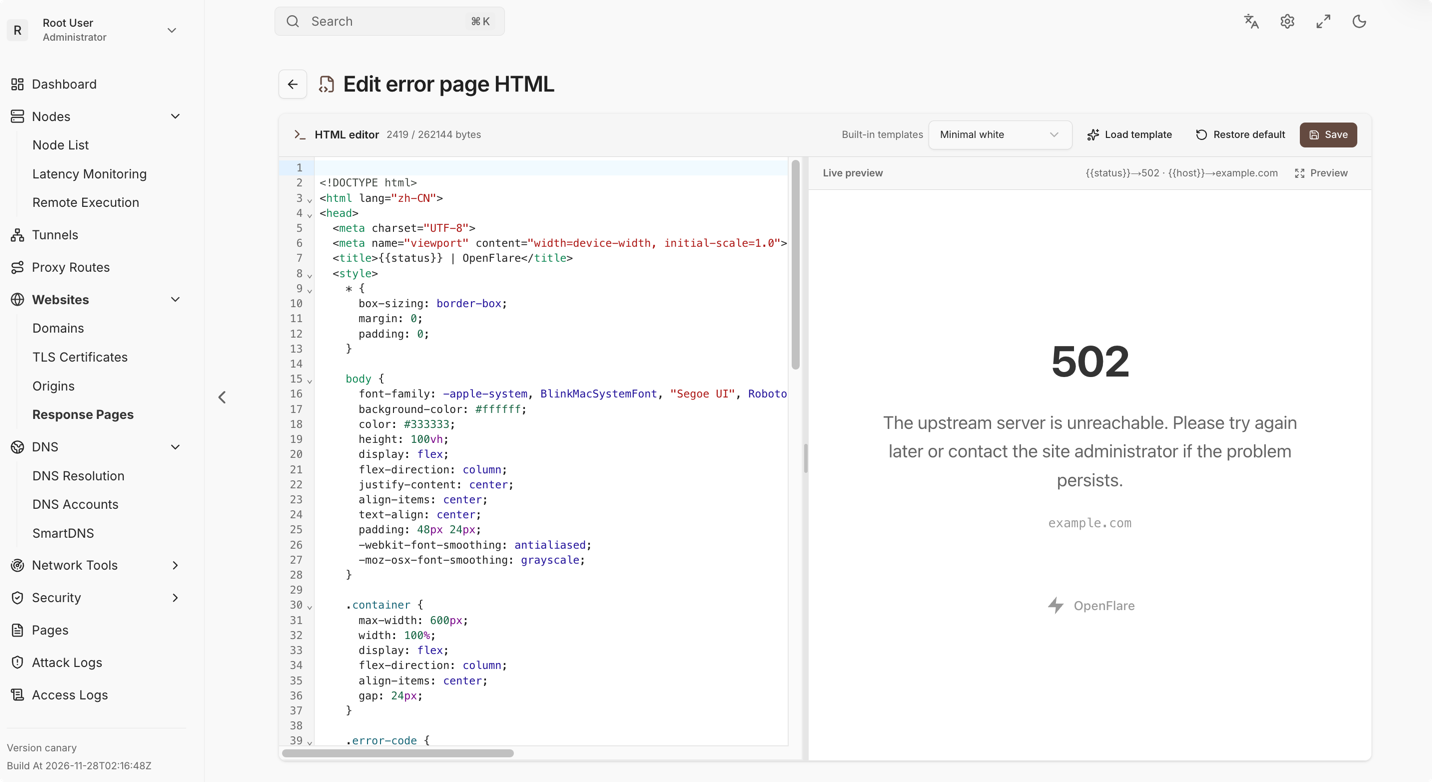 R
Root User
Administrator
Dashboard
Nodes
Node List
Latency Monitoring
Remote Execution
Tunnels
Proxy Routes
Websites
Domains
TLS Certificates
Origins
Response Pages
DNS
DNS Resolution
DNS Accounts
SmartDNS
Network Tools
Security
Pages
Attack Logs
Access Logs
Version canary
Build At 2026-11-28T02:16:48Z
Search ⌘K
Edit error page HTML
HTML editor 2419 / 262144 bytes
Built-in templates Minimal white Load template Restore default Save
1
2 <!DOCTYPE html>
3 <html lang="zh-CN">
4 <head>
5 <meta charset="UTF-8">
6 <meta name="viewport" content="width=device-width, initial-scale=1.0">
7 <title>{{status}} | OpenFlare</title>
8 <style>
9 * {
10 box-sizing: border-box;
11 margin: 0;
12 padding: 0;
13 }
14
15 body {
16 font-family: -apple-system, BlinkMacSystemFont, "Segoe UI", Roboto
17 background-color: #ffffff;
18 color: #333333;
19 height: 100vh;
20 display: flex;
21 flex-direction: column;
22 justify-content: center;
23 align-items: center;
24 text-align: center;
25 padding: 48px 24px;
26 -webkit-font-smoothing: antialiased;
27 -moz-osx-font-smoothing: grayscale;
28 }
29
30 .container {
31 max-width: 600px;
32 width: 100%;
33 display: flex;
34 flex-direction: column;
35 align-items: center;
36 gap: 24px;
37 }
38
39 .error-code {
Live preview {{status}}→502 · {{host}}→example.com Preview
502
The upstream server is unreachable. Please try again
later or contact the site administrator if the problem
persists.
example.com
OpenFlare